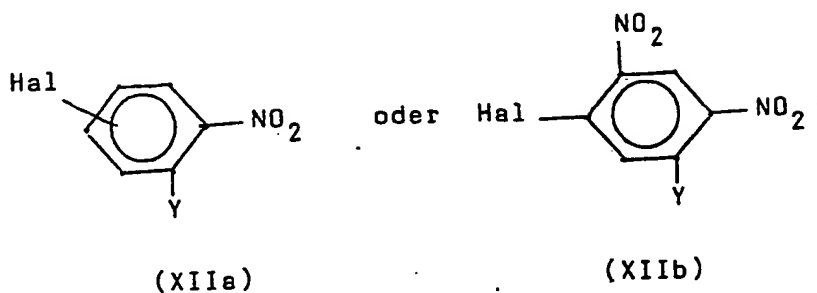 NO2
Hal
NO2 oder Hal NO2
Y Y
(XIIa) (XIIb)